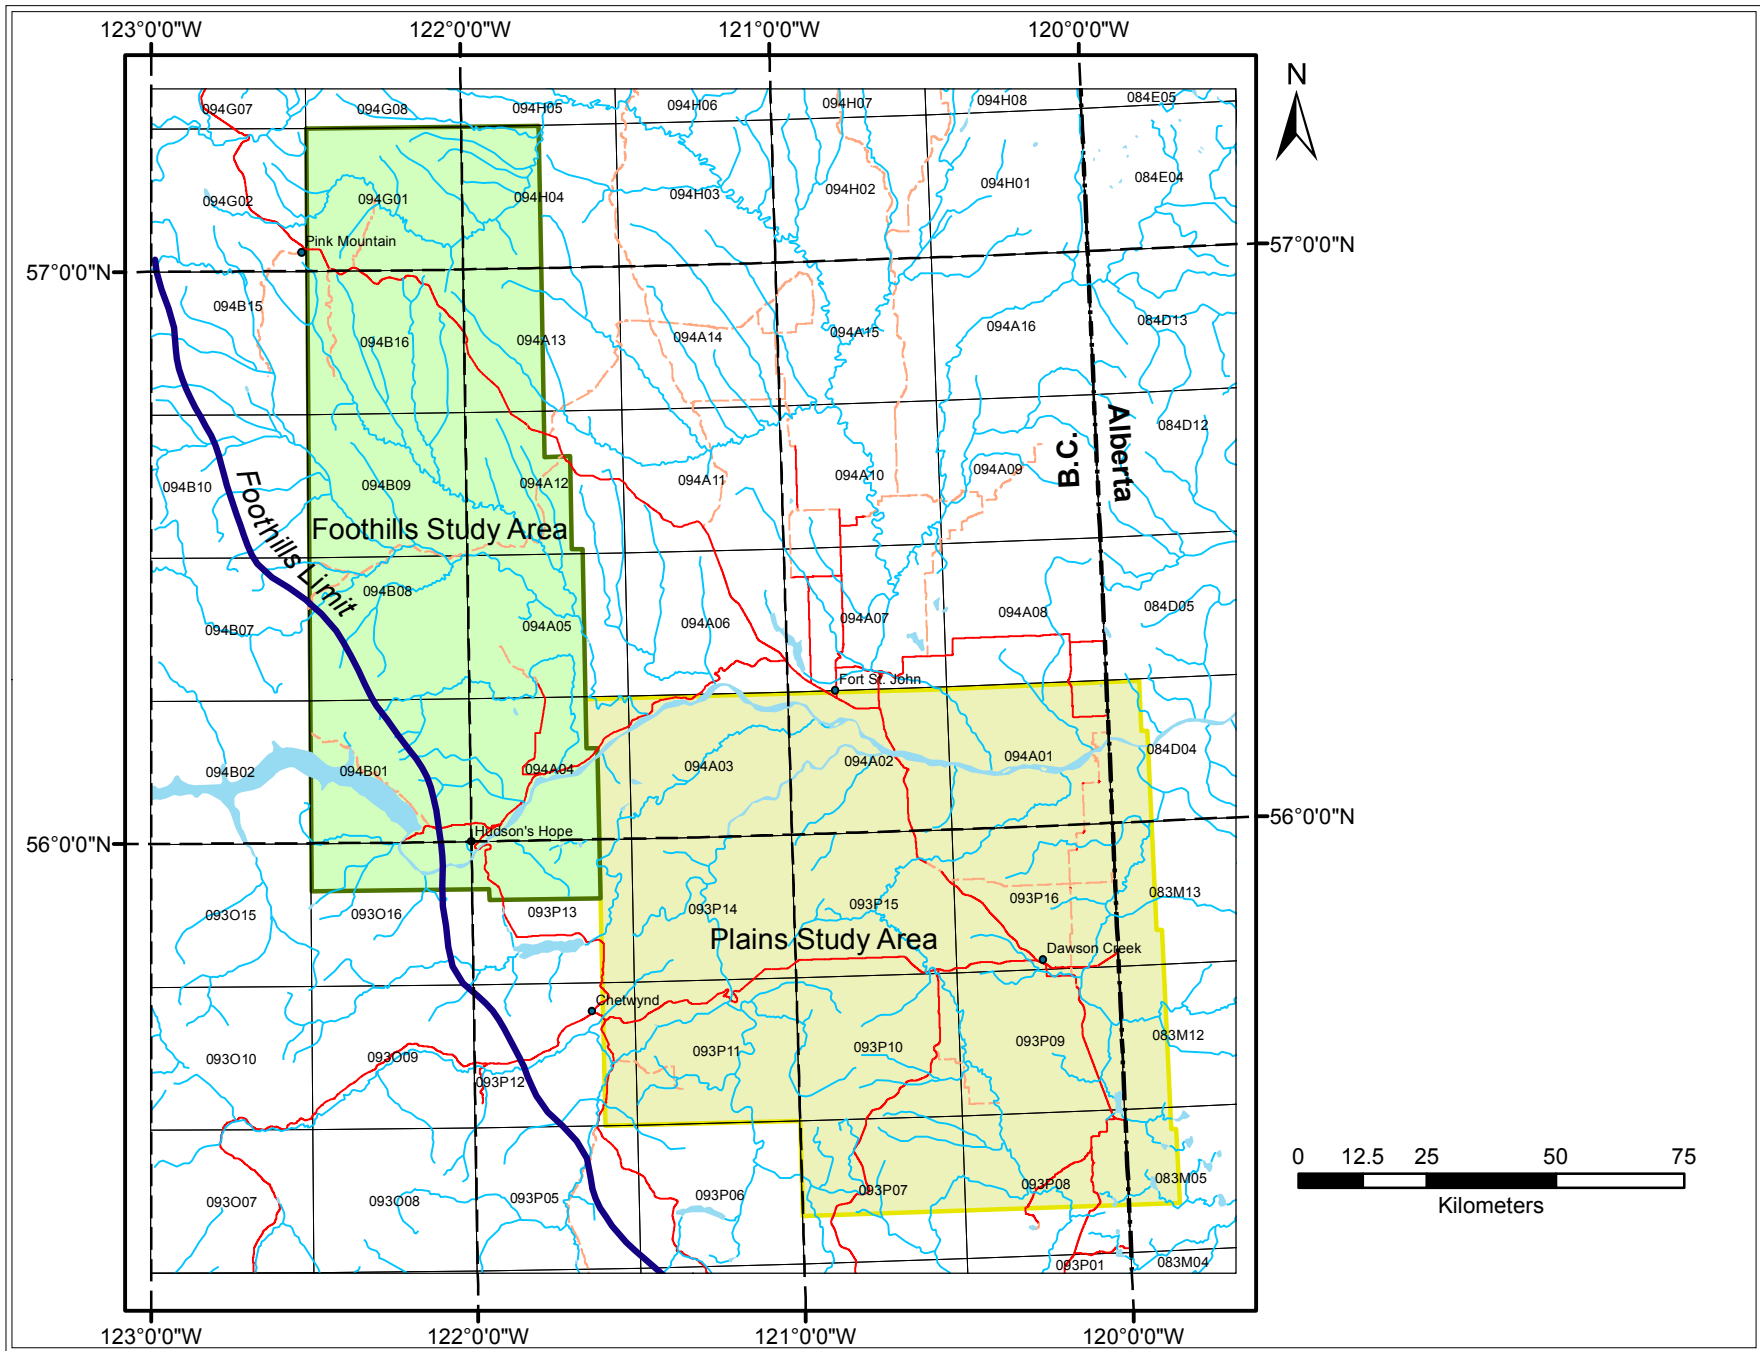 123°0'0"W 122°0'0"W 121°0'0"W 120°0'0"W
N
094G07 094G08 094H05 094H06 094H07 094H08 084E05
094G02 094G01 094H04 094H03 094H02 094H01 084E04
Pink Mountain
57°0'0"N 57°0'0"N
094B15 094B16 094A13 094A14 094A15 094A16 084D13
B.C. Alberta
094B10 094B09 094A12 094A11 094A10 094A09 084D12
Foothills Limit
Foothills Study Area
094B07 094B08 094A05 094A06 094A07 094A08 084D05
Fort St. John
094B02 094B01 094A04 094A03 094A02 094A01 084D04
Hudson's Hope
56°0'0"N 56°0'0"N
093O15 093O16 093P13 093P14 093P15 093P16 083M13
Plains Study Area
Dawson Creek
Chetwynd
093O10 093O09 093P12 093P11 093P10 093P09 083M12
093O07 093O08 093P05 093P06 093P07 093P08 083M05
093P01 083M04
0 12.5 25 50 75
Kilometers
123°0'0"W 122°0'0"W 121°0'0"W 120°0'0"W